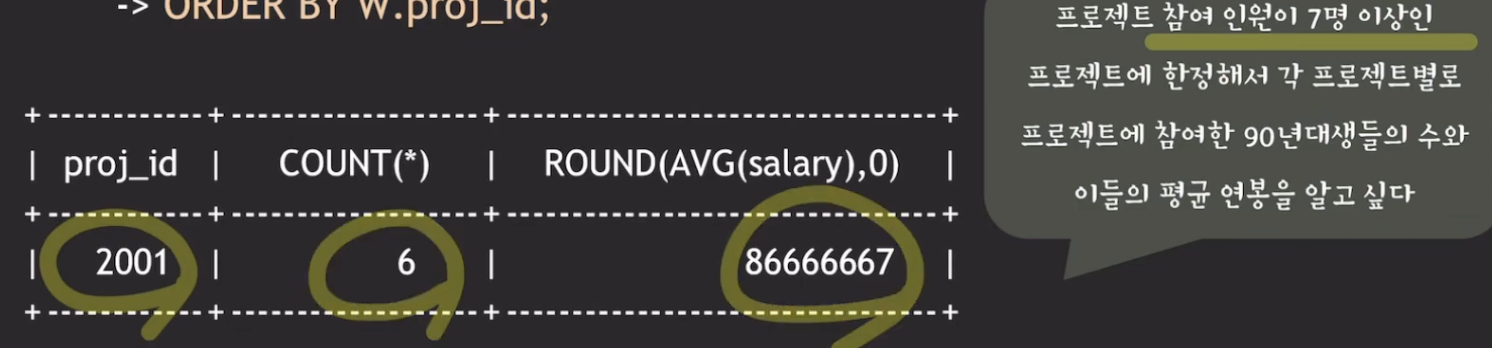 -> ORDER BY W.proj_id;
+------------+------------------+-------------------------------+
| proj_id | COUNT(*) | ROUND(AVG(salary),0) |
+------------+------------------+-------------------------------+
| 2001 | 6 | 86666667 |
+------------+------------------+-------------------------------+
프로젝트 참여 인원이 7명 이상인
프로젝트에 한정해서 각 프로젝트별로
프로젝트에 참여한 90년대생들의 수와
이들의 평균 연봉을 알고 싶다